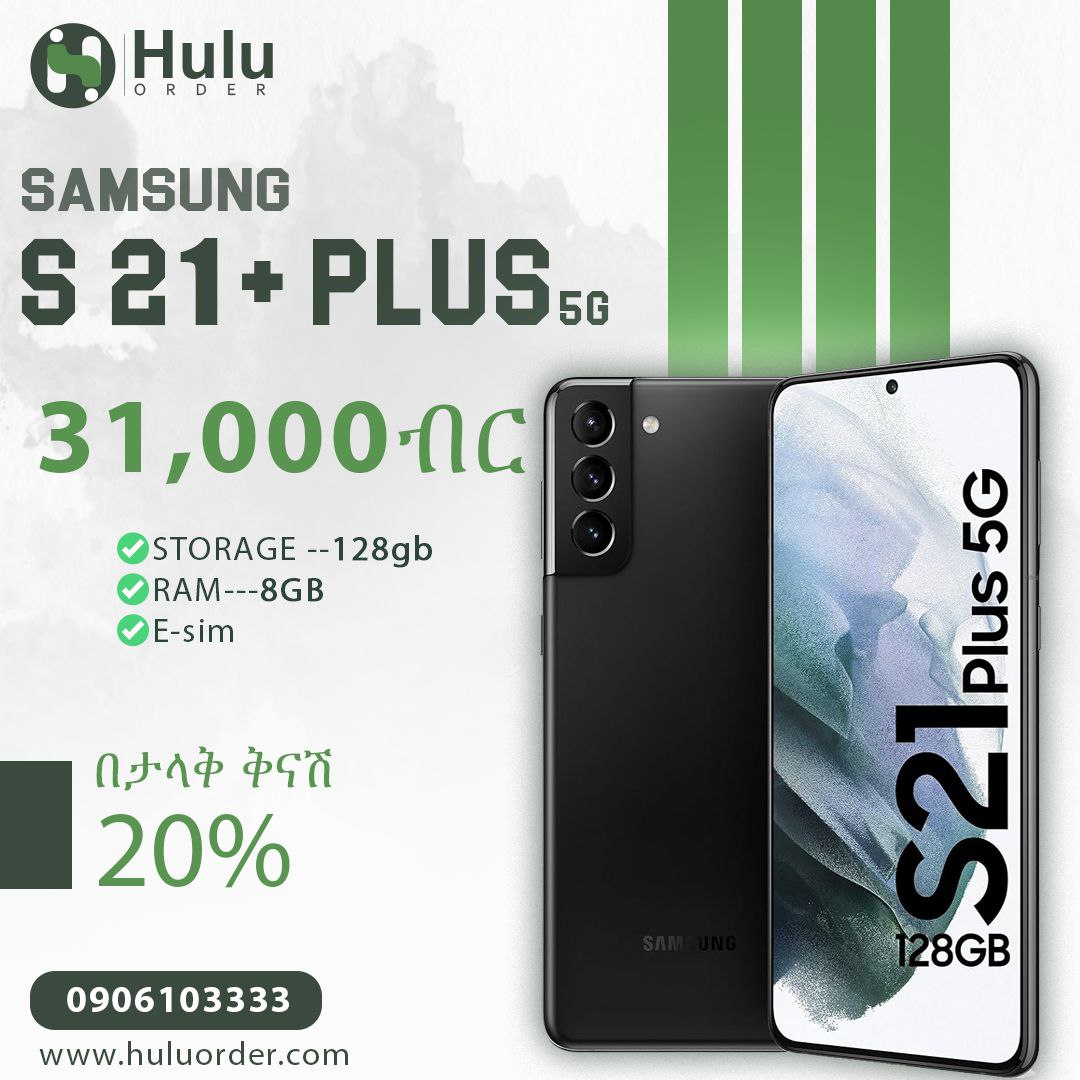 Hulu
ORDER
SAMSUNG
S 21+ PLUS 5G
31,000ብር
STORAGE --128gb
RAM---8GB
E-sim
በታላቅ ቅናሽ
20%
0906103333
www.huluorder.com
SAMSUNG
S21 Plus 5G
128GB